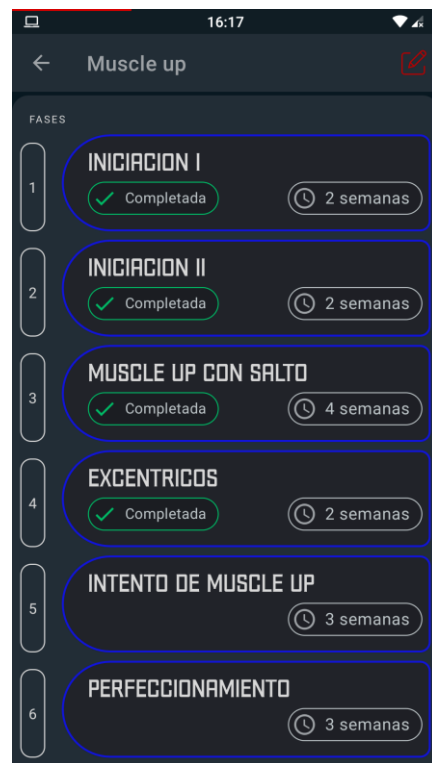 16:17
Muscle up
FASES
1
INICIACION I
Completada
2 semanas
2
INICIACION II
Completada
2 semanas
3
MUSCLE UP CON SALTO
Completada
4 semanas
4
EXCENTRICOS
Completada
2 semanas
5
INTENTO DE MUSCLE UP
3 semanas
6
PERFECCIONAMIENTO
3 semanas